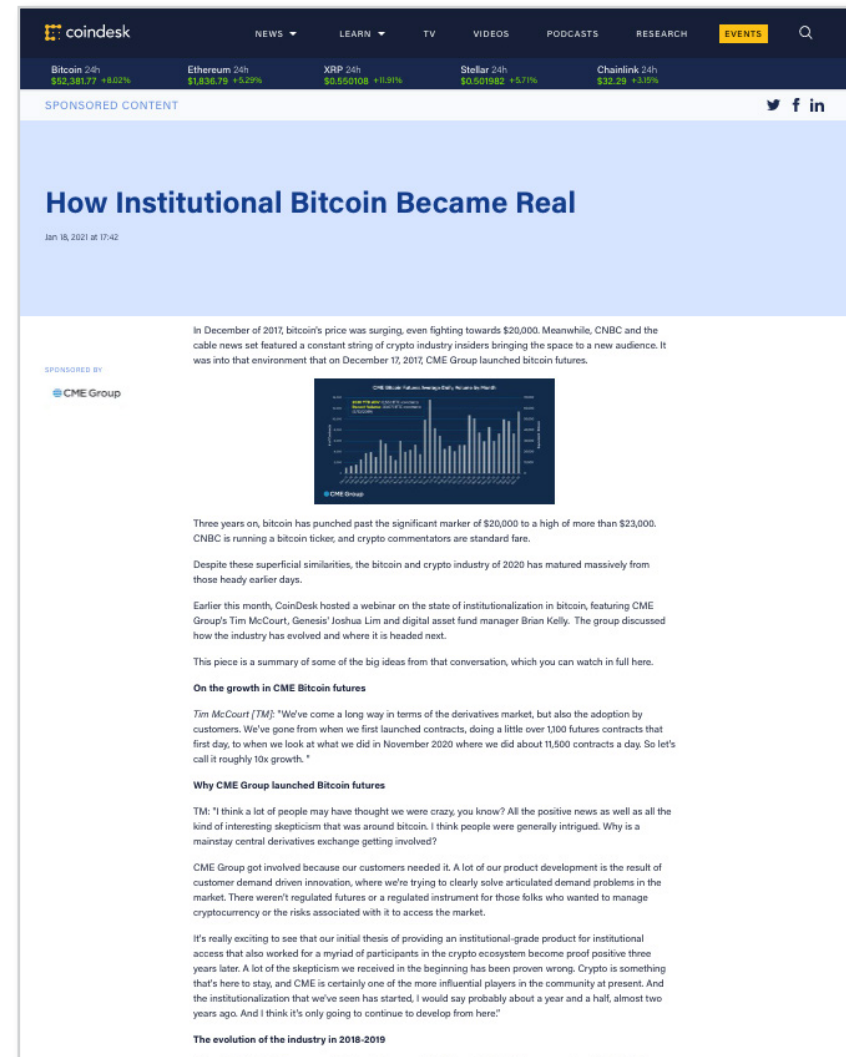 coindesk
NEWS LEARN TV VIDEOS PODCASTS RESEARCH EVENTS
Bitcoin 24h Ethereum 24h XRP 24h Stellar 24h Chainlink 24h
$52,381.77 +8.02% $1,836.79 +5.29% $0.550108 +11.91% $0.501982 +5.71% $32.29 +3.15%
SPONSORED CONTENT
How Institutional Bitcoin Became Real
Jan 18, 2021 at 17:42
In December of 2017, bitcoin's price was surging, even fighting towards $20,000. Meanwhile, CNBC and the
cable news set featured a constant string of crypto industry insiders bringing the space to a new audience. It
was into that environment that on December 17, 2017, CME Group launched bitcoin futures.
SPONSORED BY
CME Group
CME Bitcoin Futures Average Daily Volume by Month
CME Group
Three years on, bitcoin has punched past the significant marker of $20,000 to a high of more than $23,000.
CNBC is running a bitcoin ticker, and crypto commentators are standard fare.
Despite these superficial similarities, the bitcoin and crypto industry of 2020 has matured massively from
those heady earlier days.
Earlier this month, CoinDesk hosted a webinar on the state of institutionalization in bitcoin, featuring CME
Group's Tim McCourt, Genesis' Joshua Lim and digital asset fund manager Brian Kelly. The group discussed
how the industry has evolved and where it is headed next.
This piece is a summary of some of the big ideas from that conversation, which you can watch in full here.
On the growth in CME Bitcoin futures
Tim McCourt [TM]: "We've come a long way in terms of the derivatives market, but also the adoption by
customers. We've gone from when we first launched contracts, doing a little over 1,100 futures contracts that
first day, to when we look at what we did in November 2020 where we did about 11,500 contracts a day. So let's
call it roughly 10x growth. "
Why CME Group launched Bitcoin futures
TM: "I think a lot of people may have thought we were crazy, you know? All the positive news as well as all the
kind of interesting skepticism that was around bitcoin. I think people were generally intrigued. Why is a
mainstay central derivatives exchange getting involved?
CME Group got involved because our customers needed it. A lot of our product development is the result of
customer demand driven innovation, where we're trying to clearly solve articulated demand problems in the
market. There weren't regulated futures or a regulated instrument for those folks who wanted to manage
cryptocurrency or the risks associated with it to access the market.
It's really exciting to see that our initial thesis of providing an institutional-grade product for institutional
access that also worked for a myriad of participants in the crypto ecosystem become proof positive three
years later. A lot of the skepticism we received in the beginning has been proven wrong. Crypto is something
that's here to stay, and CME is certainly one of the more influential players in the community at present. And
the institutionalization that we've seen has started, I would say probably about a year and a half, almost two
years ago. And I think it's only going to continue to develop from here."
The evolution of the industry in 2018-2019